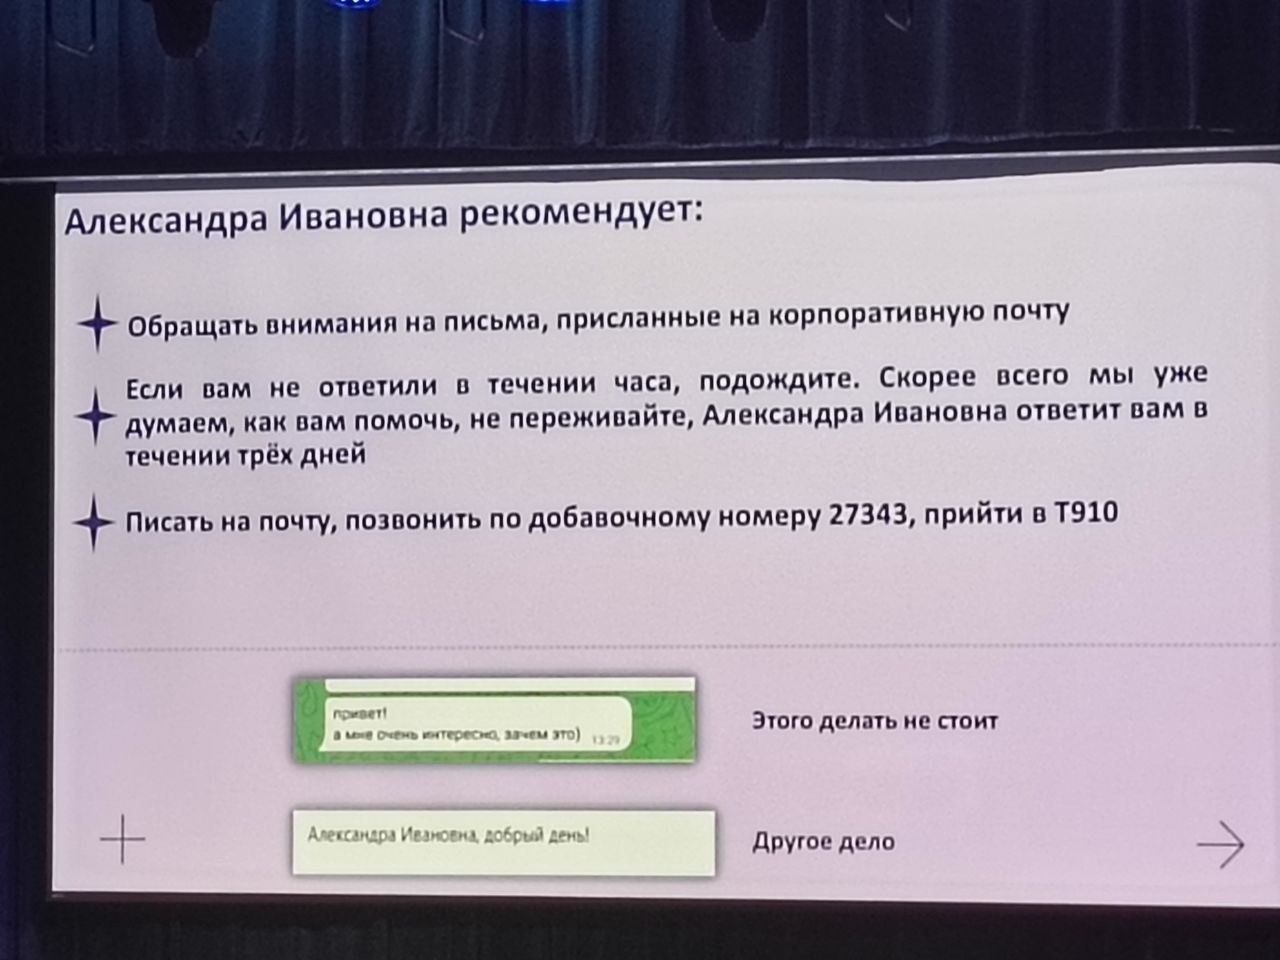 Александра Ивановна рекомендует:
Обращать внимания на письма, присланные на корпоративную почту
Если вам не ответили в течении часа, подождите. Скорее всего мы уже
думаем, как вам помочь, не переживайте, Александра Ивановна ответит вам в
течении трёх дней
Писать на почту, позвонить по добавочному номеру 27343, прийти в Т910
привет!
а мне очень интересно, зачем это)
13:29
Этого делать не стоит
Александра Ивановна, добрый день!
Другое дело